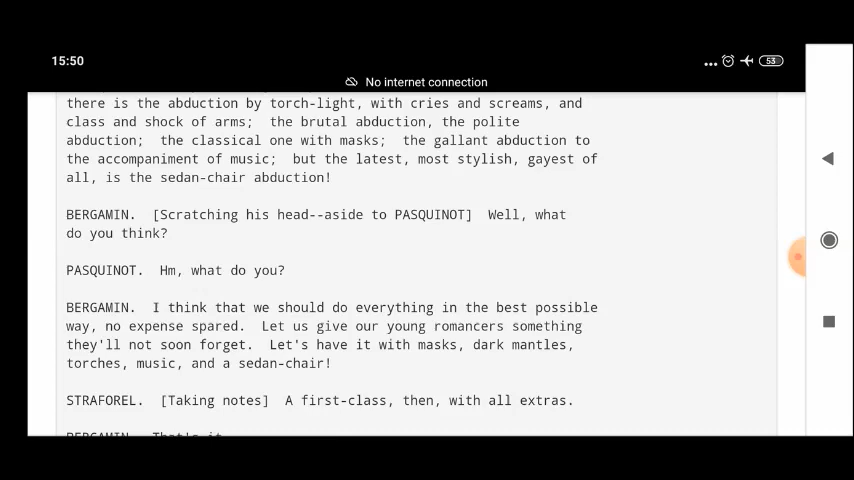 15:50
53
No internet connection
there is the abduction by torch-light, with cries and screams, and
class and shock of arms;  the brutal abduction, the polite
abduction;  the classical one with masks;  the gallant abduction to
the accompaniment of music;  but the latest, most stylish, gayest of
all, is the sedan-chair abduction!
BERGAMIN.  [Scratching his head--aside to PASQUINOT]  Well, what
do you think?
PASQUINOT.  Hm, what do you?
BERGAMIN.  I think that we should do everything in the best possible
way, no expense spared.  Let us give our young romancers something
they'll not soon forget.  Let's have it with masks, dark mantles,
torches, music, and a sedan-chair!
STRAFOREL.  [Taking notes]  A first-class, then, with all extras.
BERGAMIN.  That's it.